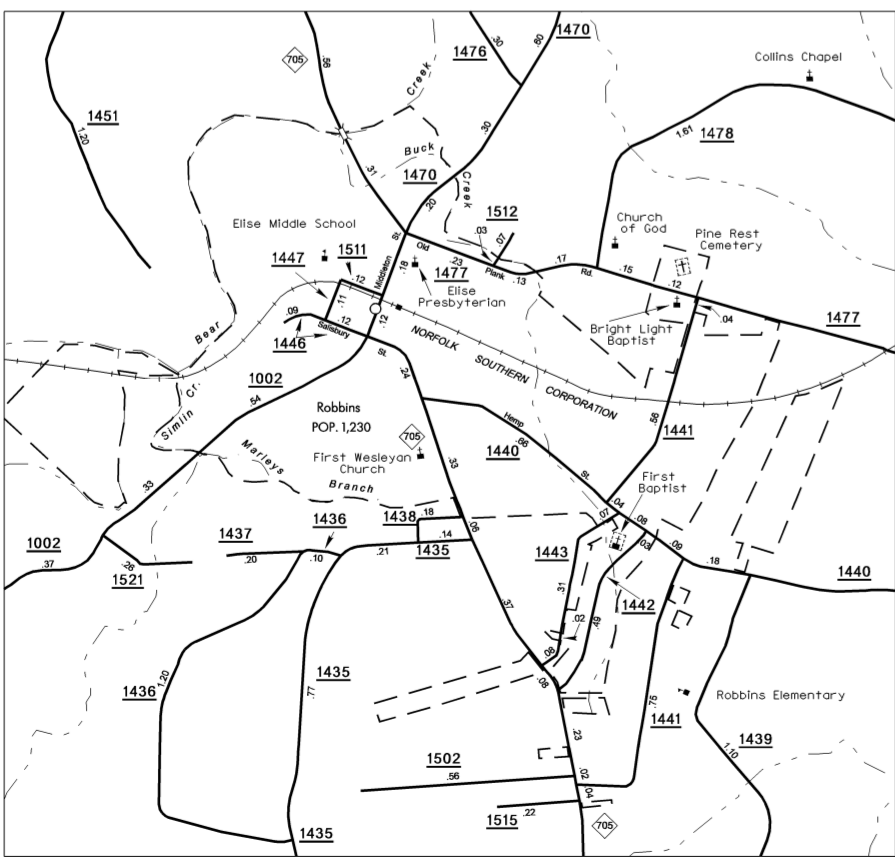 705
.56
.30
1476
.60
1470
Collins Chapel
1451
1.20
Creek
Buck
Creek
.30
1478
1.61
.31
1470
.20
Elise Middle School
1512
.03
.07
Church
of God
Pine Rest
Cemetery
St.
Old
.23
Plank
.13
.17
Rd.
.15
.12
1447
1511
.12
Middleton
.18
1477
Elise
Presbyterian
.11
.12
.12
.09
Salisbury
St.
1446
Bright Light
Baptist
.04
1477
NORFOLK SOUTHERN CORPORATION
Bear
Cr.
Simlin
1002
.54
.24
Robbins
POP. 1,230
705
First Wesleyan
Church
Marleys
Branch
.33
Hemp
.66
St.
1440
.56
1441
First
Baptist
.33
.04
.08
.07
.03
.09
.18
1438
.18
.14
.06
1436
1437
.20
.10
.21
1435
1002
.37
.26
1521
1443
.31
1442
.49
.02
.08
1440
.37
.08
1436
1.20
1435
.77
.75
1441
Robbins Elementary
.23
1439
1.10
1502
.56
.02
.04
1515
.22
705
1435